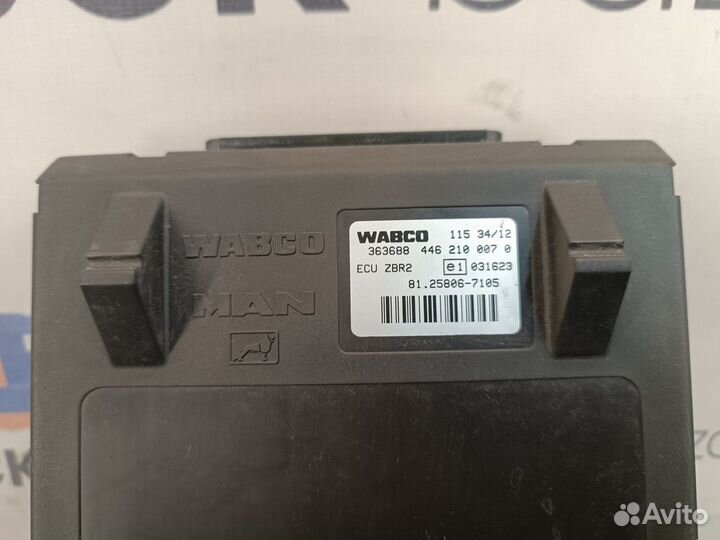 WABCO
MAN
WABCO 115 34/12
363688 446 210 007 0
ECU ZBR2 e1 031623
81.25806-7105
Avito